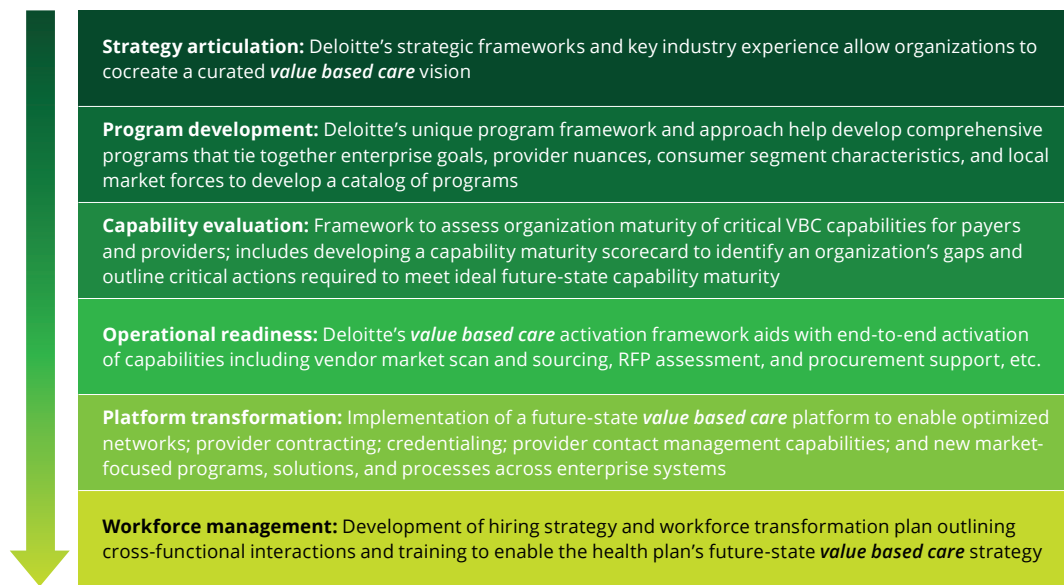 Strategy articulation: Deloitte’s strategic frameworks and key industry experience allow organizations to
cocreate a curated value based care vision
Program development: Deloitte’s unique program framework and approach help develop comprehensive
programs that tie together enterprise goals, provider nuances, consumer segment characteristics, and local
market forces to develop a catalog of programs
Capability evaluation: Framework to assess organization maturity of critical VBC capabilities for payers
and providers; includes developing a capability maturity scorecard to identify an organization’s gaps and
outline critical actions required to meet ideal future-state capability maturity
Operational readiness: Deloitte’s value based care activation framework aids with end-to-end activation
of capabilities including vendor market scan and sourcing, RFP assessment, and procurement support, etc.
Platform transformation: Implementation of a future-state value based care platform to enable optimized
networks; provider contracting; credentialing; provider contact management capabilities; and new market-
focused programs, solutions, and processes across enterprise systems
Workforce management: Development of hiring strategy and workforce transformation plan outlining
cross-functional interactions and training to enable the health plan’s future-state value based care strategy